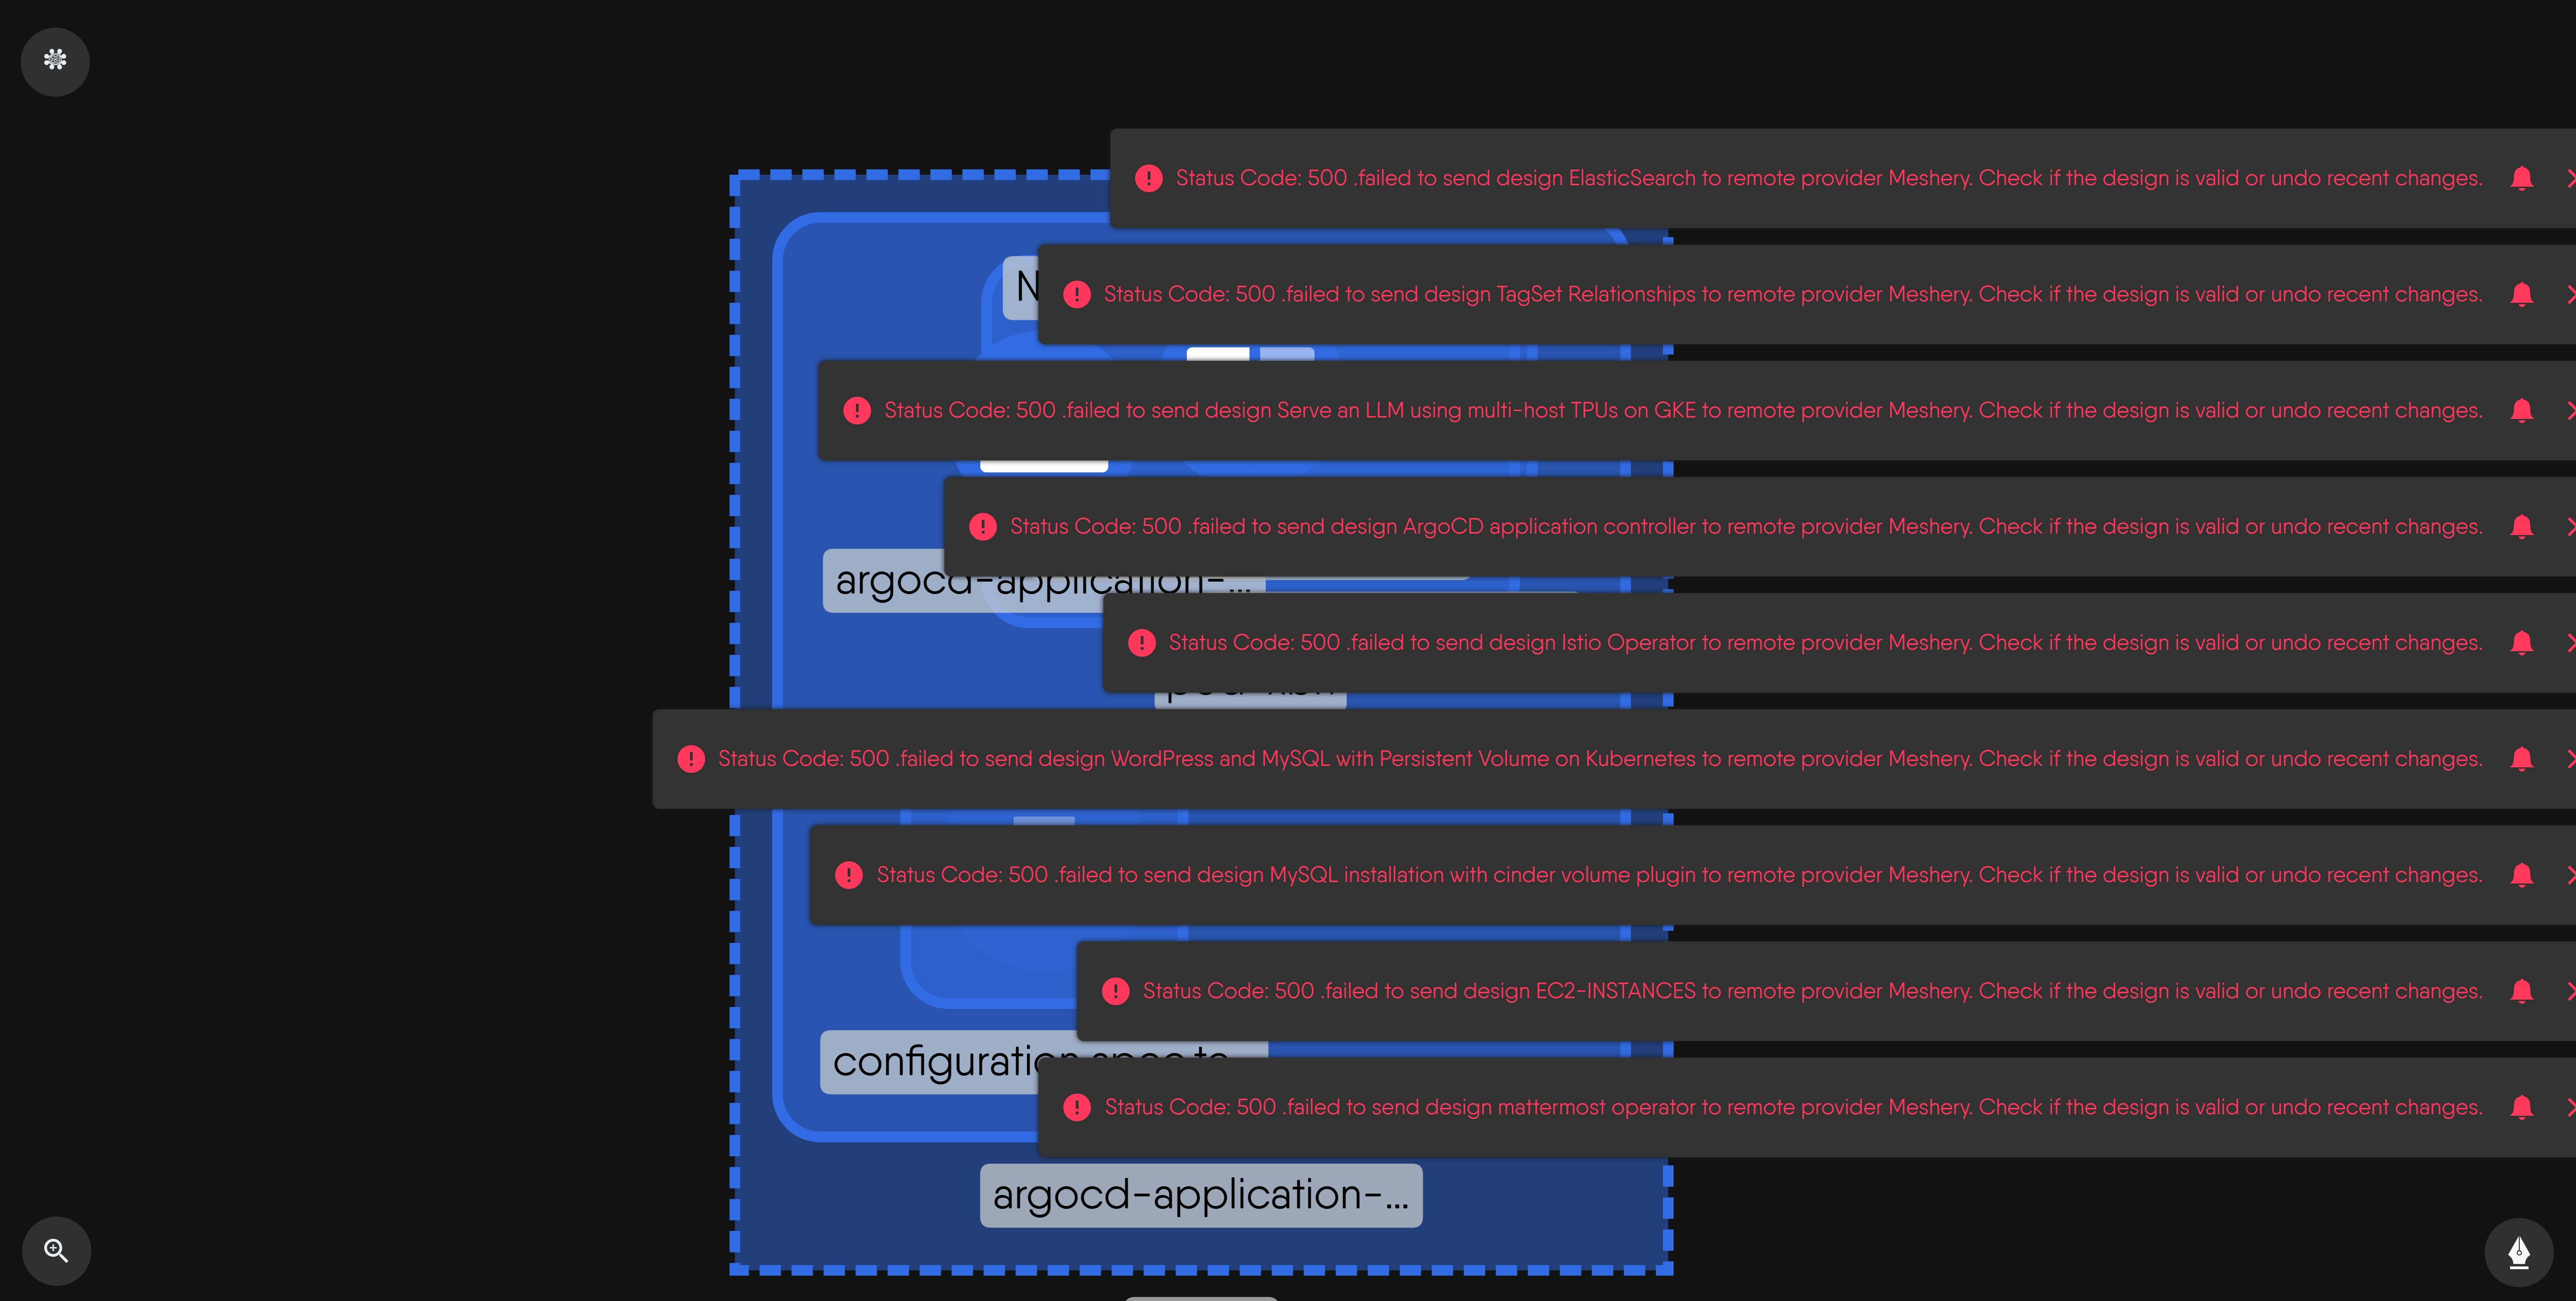 Status Code: 500 .failed to send design ElasticSearch to remote provider Meshery. Check if the design is valid or undo recent changes.
N
Status Code: 500 .failed to send design TagSet Relationships to remote provider Meshery. Check if the design is valid or undo recent changes.
Status Code: 500 .failed to send design Serve an LLM using multi-host TPUs on GKE to remote provider Meshery. Check if the design is valid or undo recent changes.
Status Code: 500 .failed to send design ArgoCD application controller to remote provider Meshery. Check if the design is valid or undo recent changes.
argocd-application-...
Status Code: 500 .failed to send design Istio Operator to remote provider Meshery. Check if the design is valid or undo recent changes.
Status Code: 500 .failed to send design WordPress and MySQL with Persistent Volume on Kubernetes to remote provider Meshery. Check if the design is valid or undo recent changes.
Status Code: 500 .failed to send design MySQL installation with cinder volume plugin to remote provider Meshery. Check if the design is valid or undo recent changes.
Status Code: 500 .failed to send design EC2-INSTANCES to remote provider Meshery. Check if the design is valid or undo recent changes.
Status Code: 500 .failed to send design mattermost operator to remote provider Meshery. Check if the design is valid or undo recent changes.
argocd-application-...